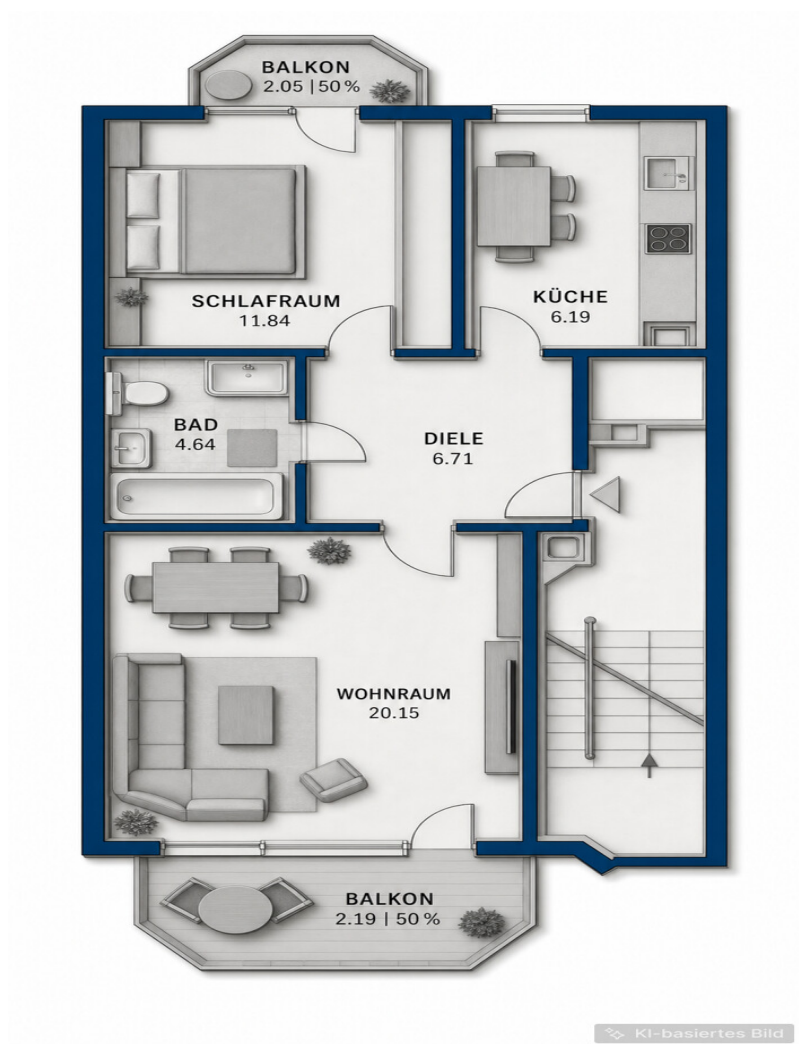 BALKON
2.05 | 50 %
SCHLAFRAUM
11.84
KÜCHE
6.19
BAD
4.64
DIELE
6.71
WOHNRAUM
20.15
BALKON
2.19 | 50 %
KI-basiertes Bild